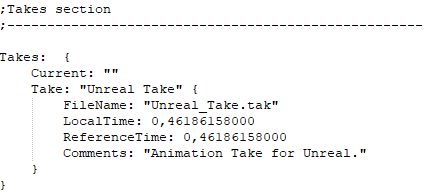 ;Takes section
;----------------------------------------------------

Takes:  {
    Current: ""
    Take: "Unreal Take" {
        FileName: "Unreal_Take.tak"
        LocalTime: 0,46186158000
        ReferenceTime: 0,46186158000
        Comments: "Animation Take for Unreal."
    }
}